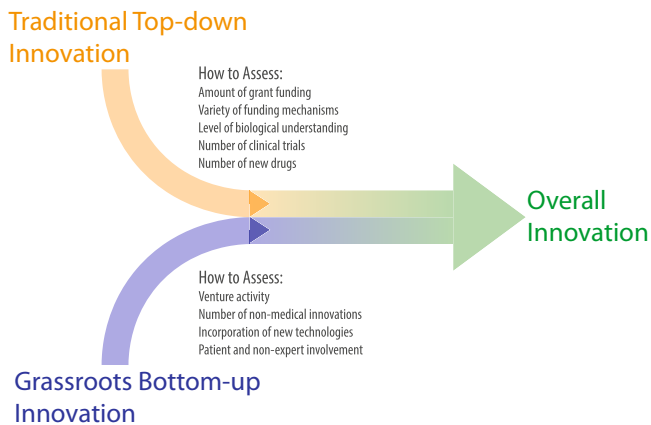 Traditional Top-down
Innovation
How to Assess:
Amount of grant funding
Variety of funding mechanisms
Level of biological understanding
Number of clinical trials
Number of new drugs
Overall
Innovation
How to Assess:
Venture activity
Number of non-medical innovations
Incorporation of new technologies
Patient and non-expert involvement
Grassroots Bottom-up
Innovation